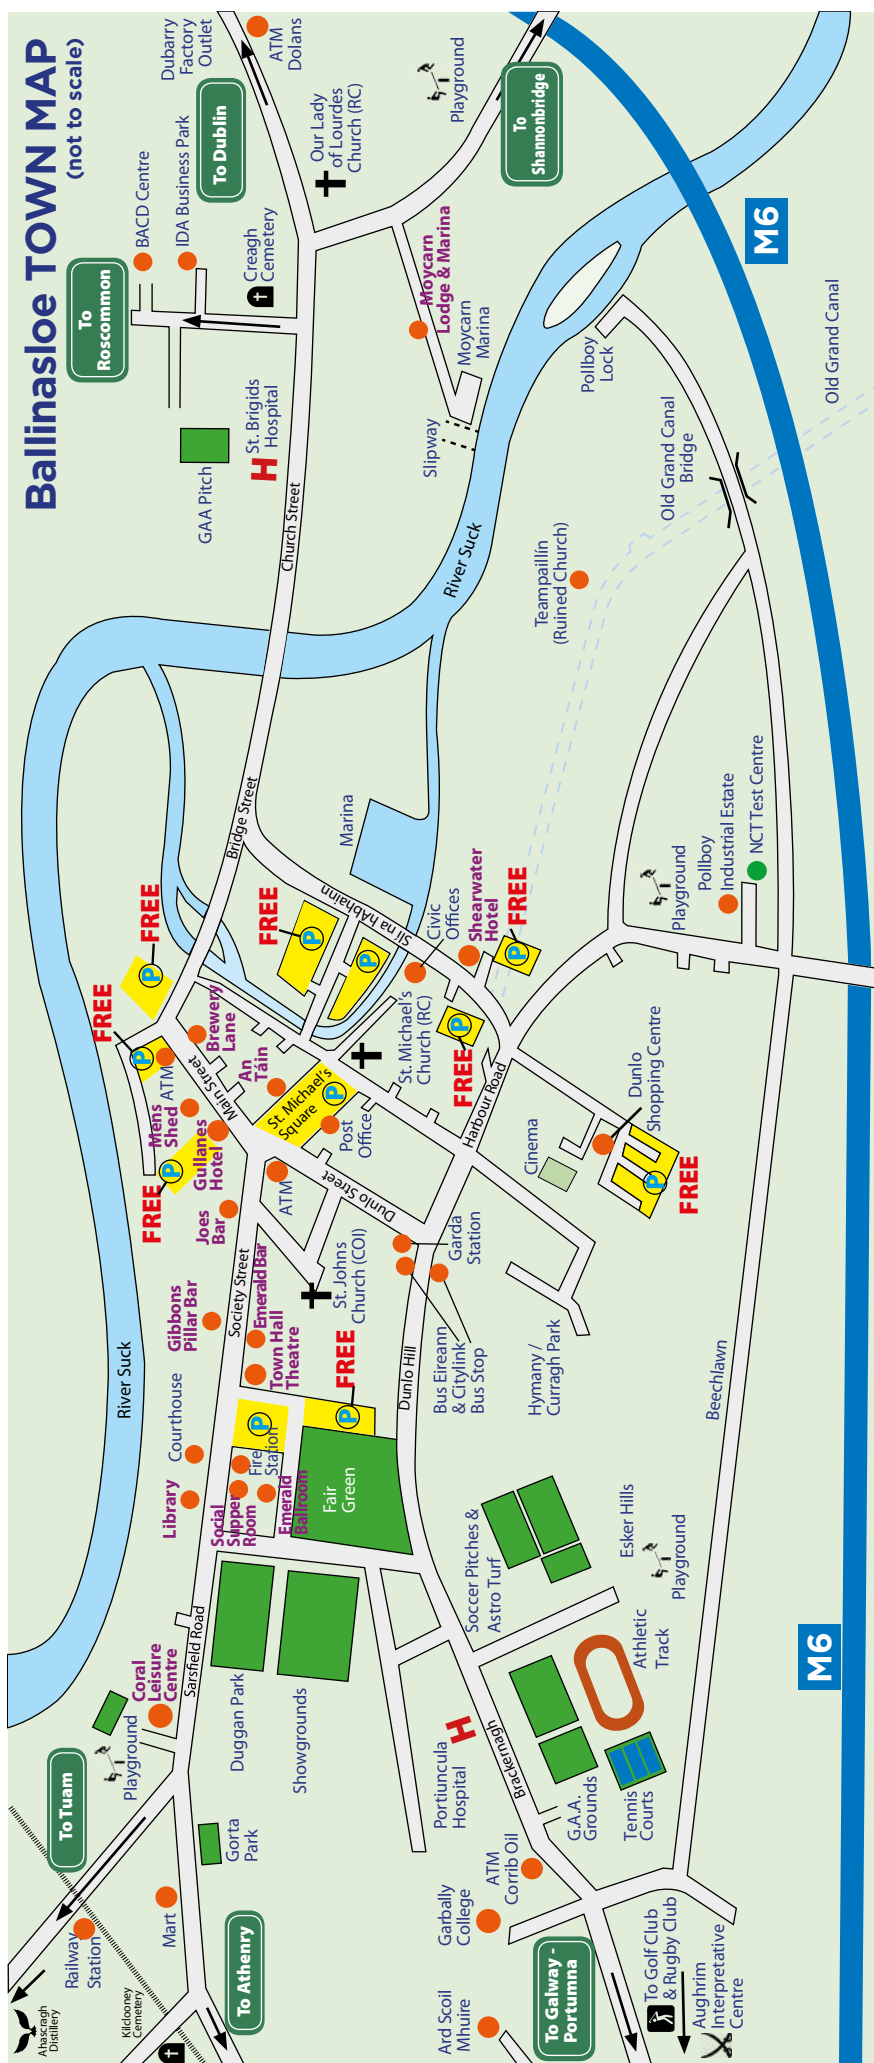 Ballinasloe TOWN MAP
(not to scale)
Dubarry
Factory
Outlet
ATM
Dolans
To Dublin
BACD Centre
IDA Business Park
To
Roscommon
Creagh
Cemetery
Our Lady
of Lourdes
Church (RC)
Playground
To
Shannonbridge
M6
Moycarn
Lodge & Marina
Moycarn
Marina
Slipway
Pollboy
Lock
Old Grand Canal
Old Grand Canal
Bridge
GAA Pitch
H
St. Brigids
Hospital
Church Street
River Suck
Teampaillín
(Ruined Church)
Bridge Street
Marina
Slí na hAbhainn
Civic
Offices
Shearwater
Hotel
FREE
P
FREE
P
P
FREE
P
FREE
P
Brewery
Lane
ATM
Main Street
An
Táin
Mens
Shed
Gullanes
Hotel
FREE
P
St. Michael's
Square
P
Post
Office
St. Michael's
Church (RC)
FREE
P
Harbour Road
Playground
Pollboy
Industrial Estate
NCT Test Centre
Dunlo
Shopping Centre
Cinema
P
FREE
Joes
Bar
ATM
Dunlo Street
Society Street
Emerald Bar
St. Johns
Church (COI)
Garda
Station
Gibbons
Pillar Bar
Town Hall
Theatre
FREE
P
Dunlo Hill
Bus Eireann
& Citylink
Bus Stop
Hymany /
Curragh Park
Beechlawn
River Suck
Courthouse
Library
P
Fire
Station
Social
Supper
Room
Emerald
Ballroom
Fair
Green
Soccer Pitches &
Astro Turf
Esker Hills
Playground
Athletic
Track
M6
Sarsfield Road
Coral
Leisure
Centre
Playground
Duggan Park
Showgrounds
H
Portiuncula
Hospital
Brackernagh
G.A.A.
Grounds
Tennis
Courts
To Tuam
Gorta
Park
ATM
Corrib Oil
Garbally
College
Mart
Railway
Station
To Athenry
Ahascragh
Distillery
Kilclooney
Cemetery
Ard Scoil
Mhuire
To Galway -
Portumna
To Golf Club
& Rugby Club
Aughrim
Interpretative
Centre